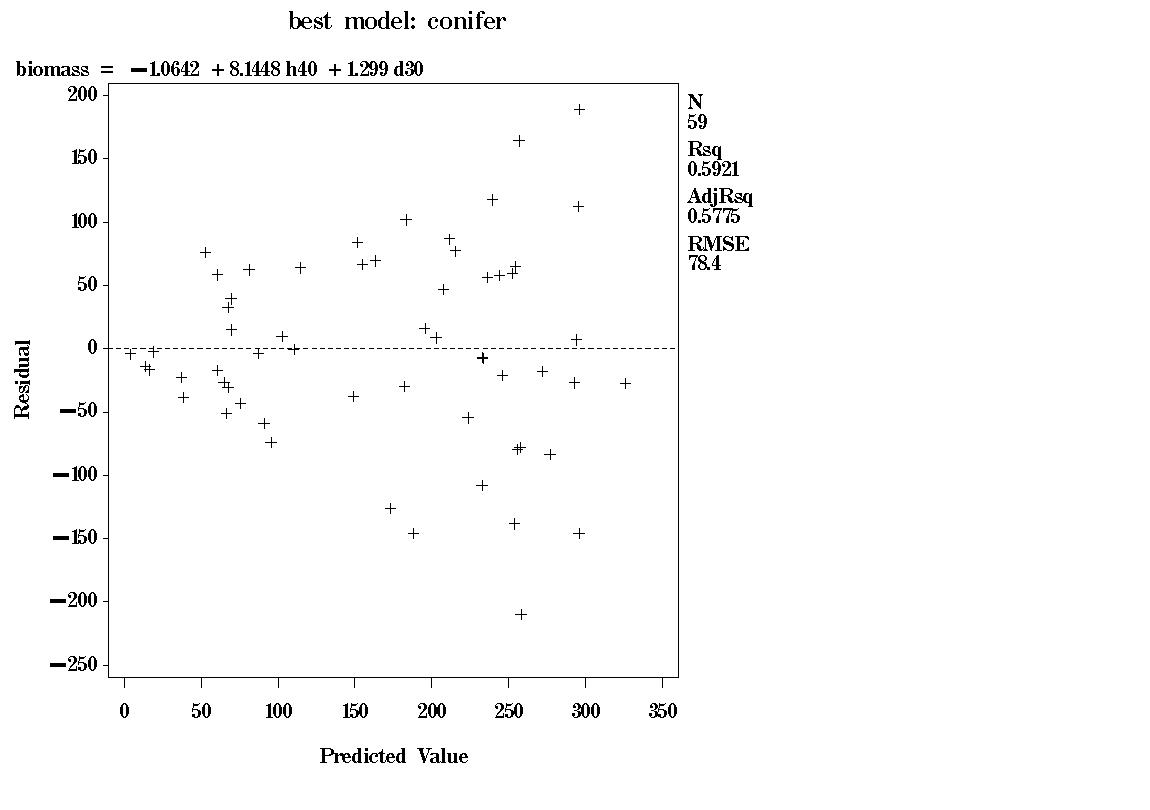 best model: conifer
biomass = −1.0642 + 8.1448 h40 + 1.299 d30
N
59
Rsq
0.5921
AdjRsq
0.5775
RMSE
78.4
Residual
200
150
100
50
0
−50
−100
−150
−200
−250
0 50 100 150 200 250 300 350
Predicted Value